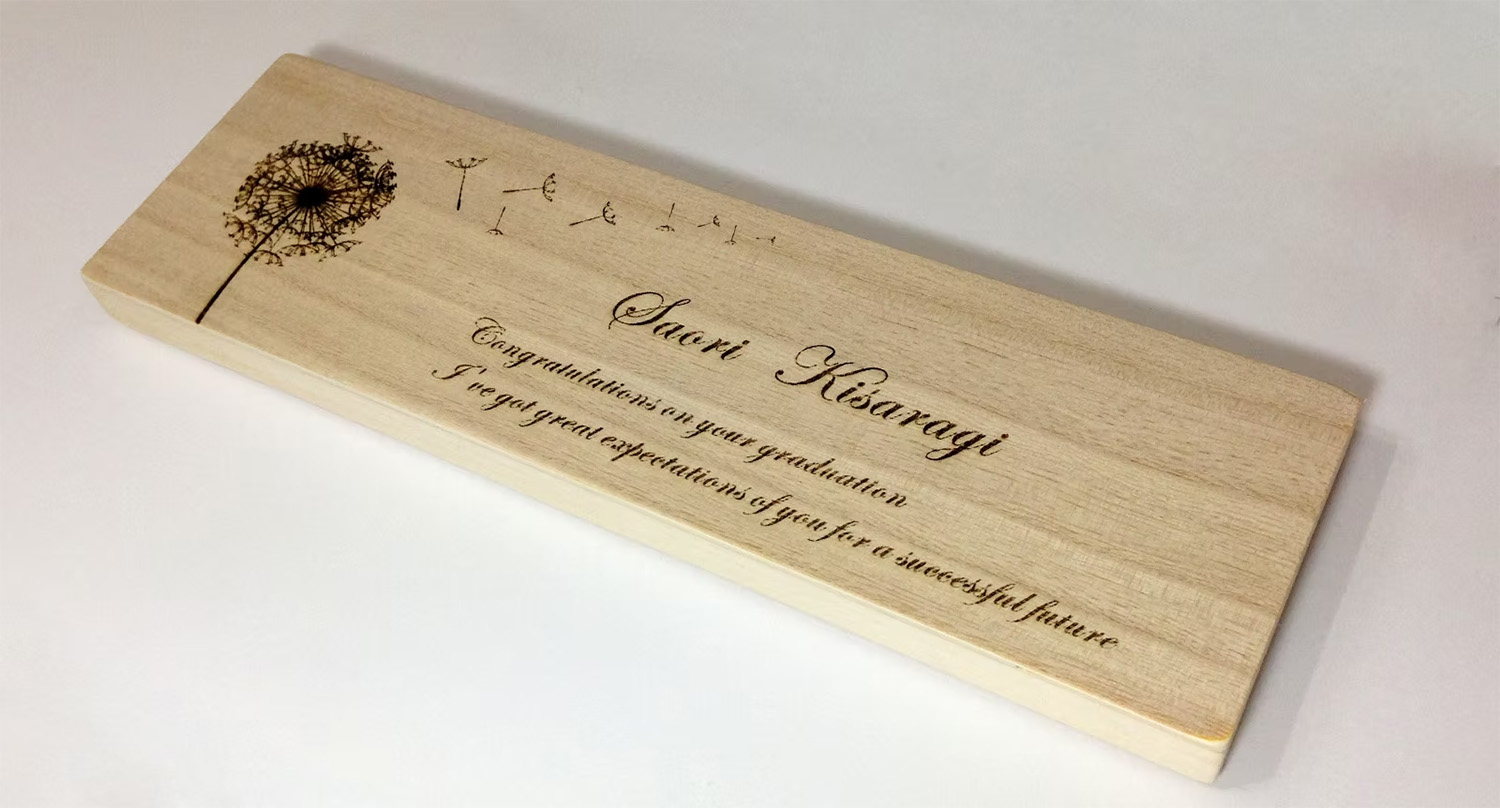 Saori Kisaragi
Congratulations on your graduation
I've got great expectations of you for a successful future